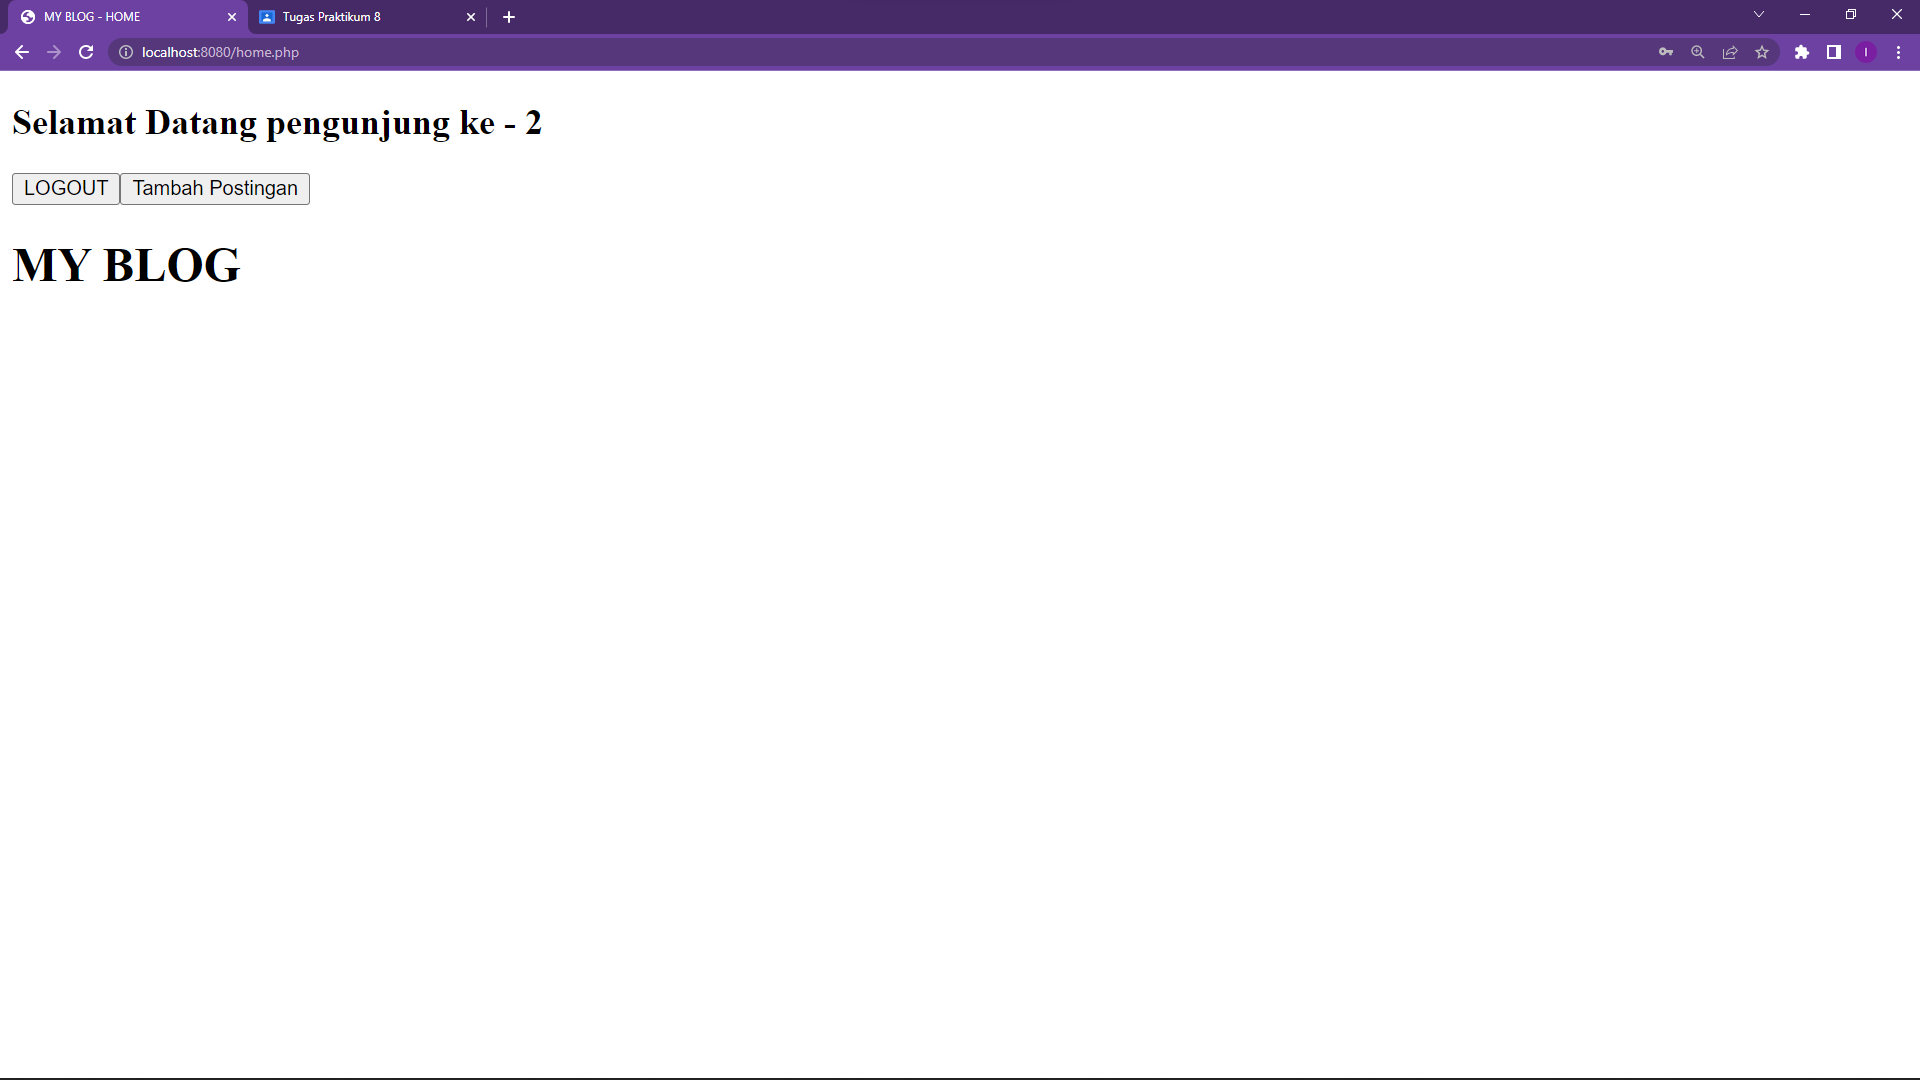 MY BLOG - HOME
Tugas Praktikum 8
localhost:8080/home.php
I
Selamat Datang pengunjung ke - 2
LOGOUT
Tambah Postingan
MY BLOG